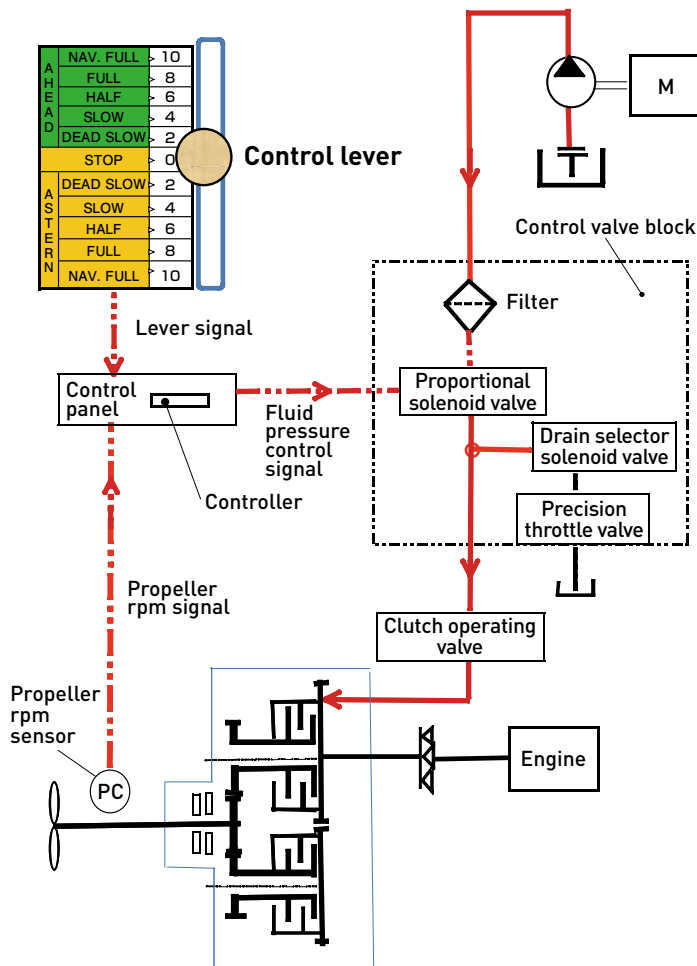 AHEAD
NAV. FULL 10
FULL 8
HALF 6
SLOW 4
DEAD SLOW 2
STOP 0
ASTERN
DEAD SLOW 2
SLOW 4
HALF 6
FULL 8
NAV. FULL 10
Control lever
M
Control valve block
Lever signal
Filter
Control
panel
Proportional
solenoid valve
Fluid
pressure
control
signal
Drain selector
solenoid valve
Controller
Precision
throttle valve
Propeller
rpm signal
Clutch operating
valve
Propeller
rpm
sensor
PC
Engine